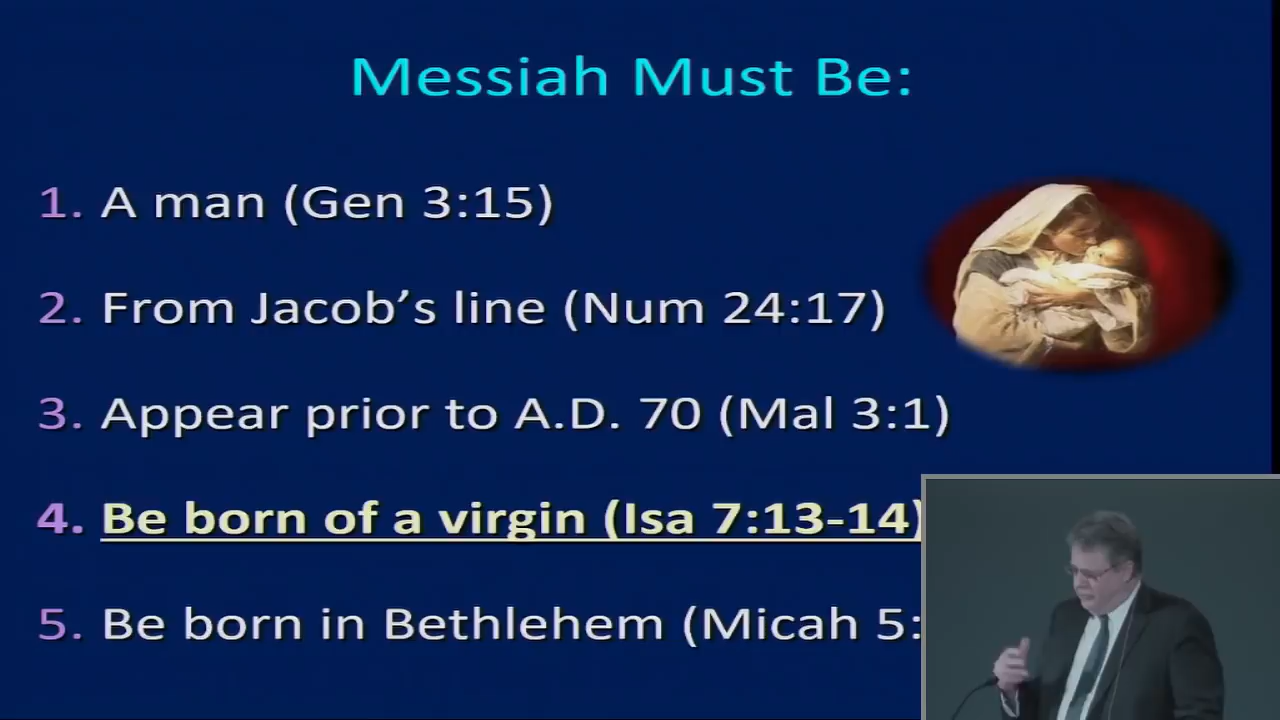 Messiah Must Be:
1. A man (Gen 3:15)
2. From Jacob’s line (Num 24:17)
3. Appear prior to A.D. 70 (Mal 3:1)
4. Be born of a virgin (Isa 7:13-14)
5. Be born in Bethlehem (Micah 5: